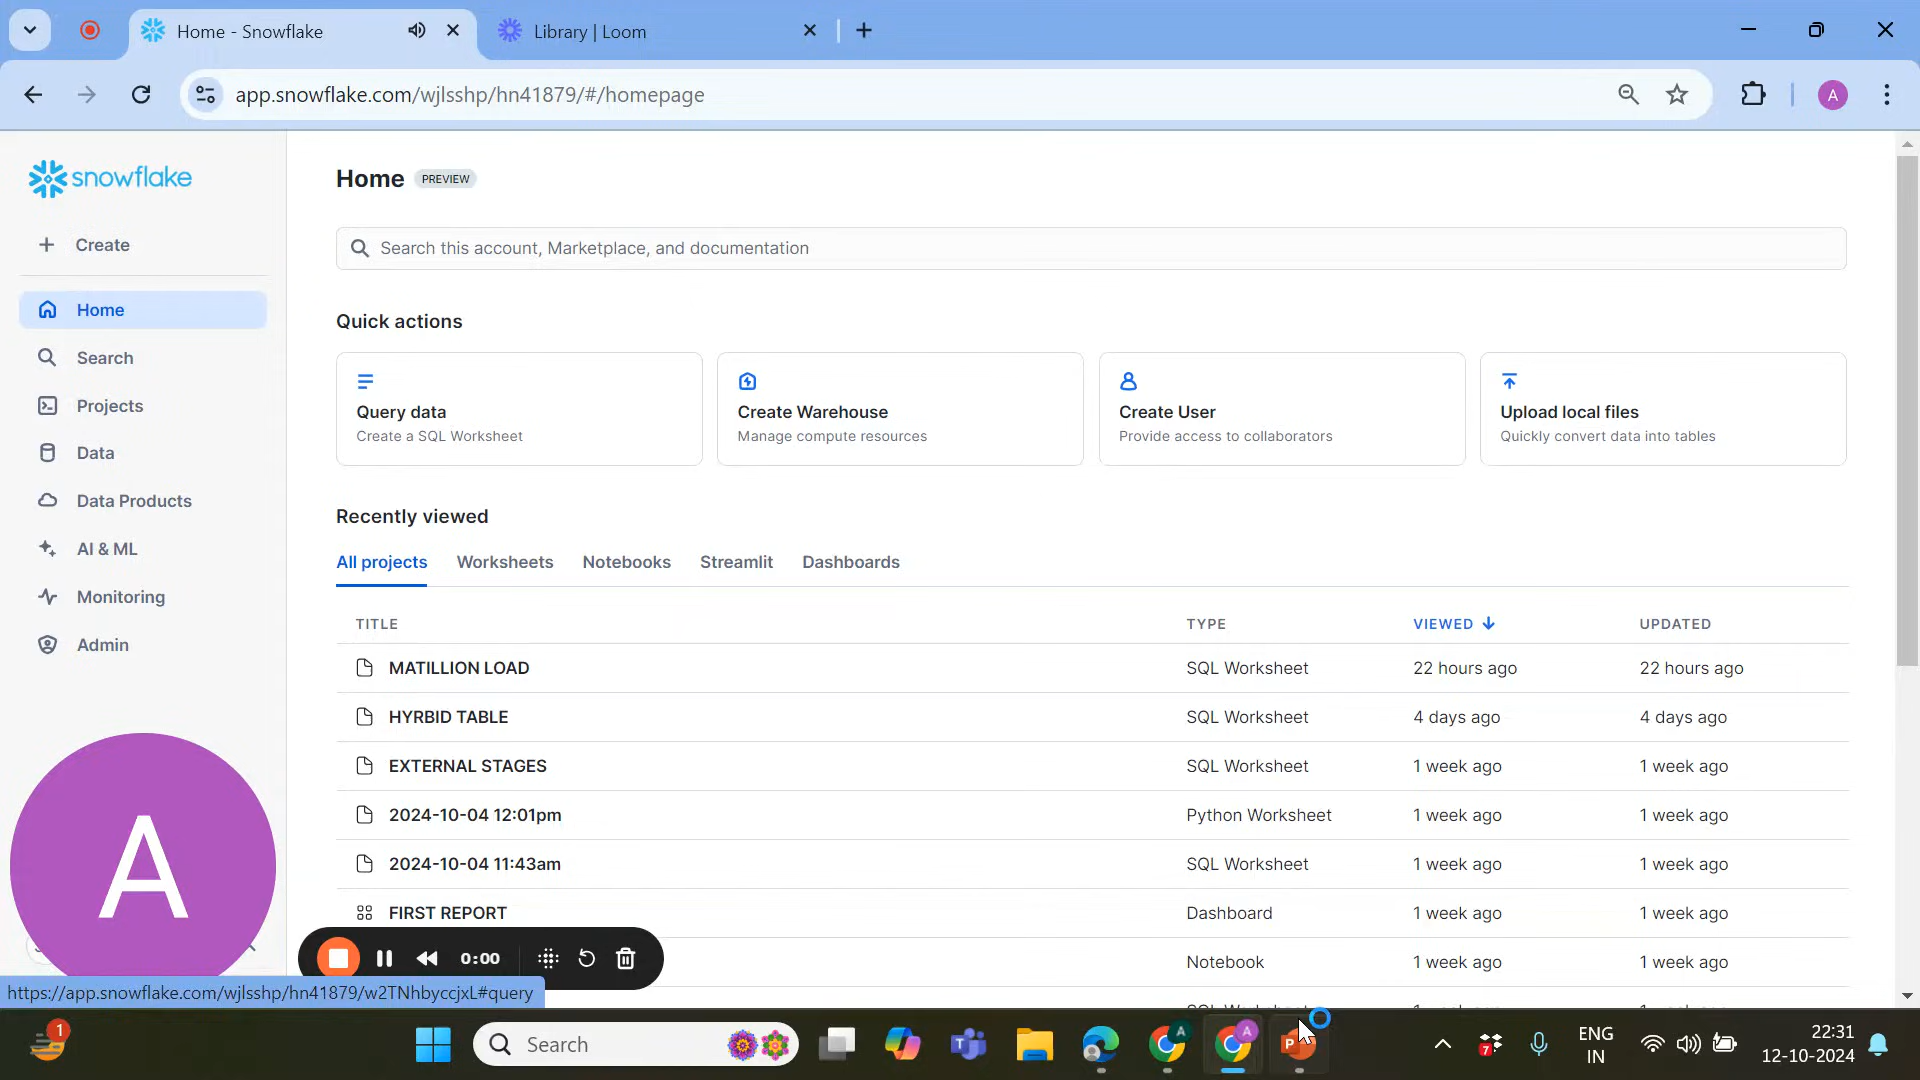 Home - Snowflake
Library | Loom
app.snowflake.com/wjlsshp/hn41879/#/homepage
A
snowflake
Home PREVIEW
Create
Search this account, Marketplace, and documentation
Home
Search
Projects
Data
Data Products
AI & ML
Monitoring
Admin
Quick actions
Query data
Create a SQL Worksheet
Create Warehouse
Manage compute resources
Create User
Provide access to collaborators
Upload local files
Quickly convert data into tables
Recently viewed
All projects Worksheets Notebooks Streamlit Dashboards
TITLE TYPE VIEWED UPDATED
MATILLION LOAD SQL Worksheet 22 hours ago 22 hours ago
HYRBID TABLE SQL Worksheet 4 days ago 4 days ago
EXTERNAL STAGES SQL Worksheet 1 week ago 1 week ago
2024-10-04 12:01pm Python Worksheet 1 week ago 1 week ago
2024-10-04 11:43am SQL Worksheet 1 week ago 1 week ago
FIRST REPORT Dashboard 1 week ago 1 week ago
Notebook 1 week ago 1 week ago
A
0:00
https://app.snowflake.com/wjlsshp/hn41879/w2TNhbyccjxL#query
1
Search
A
A
7
ENG
IN
22:31
12-10-2024